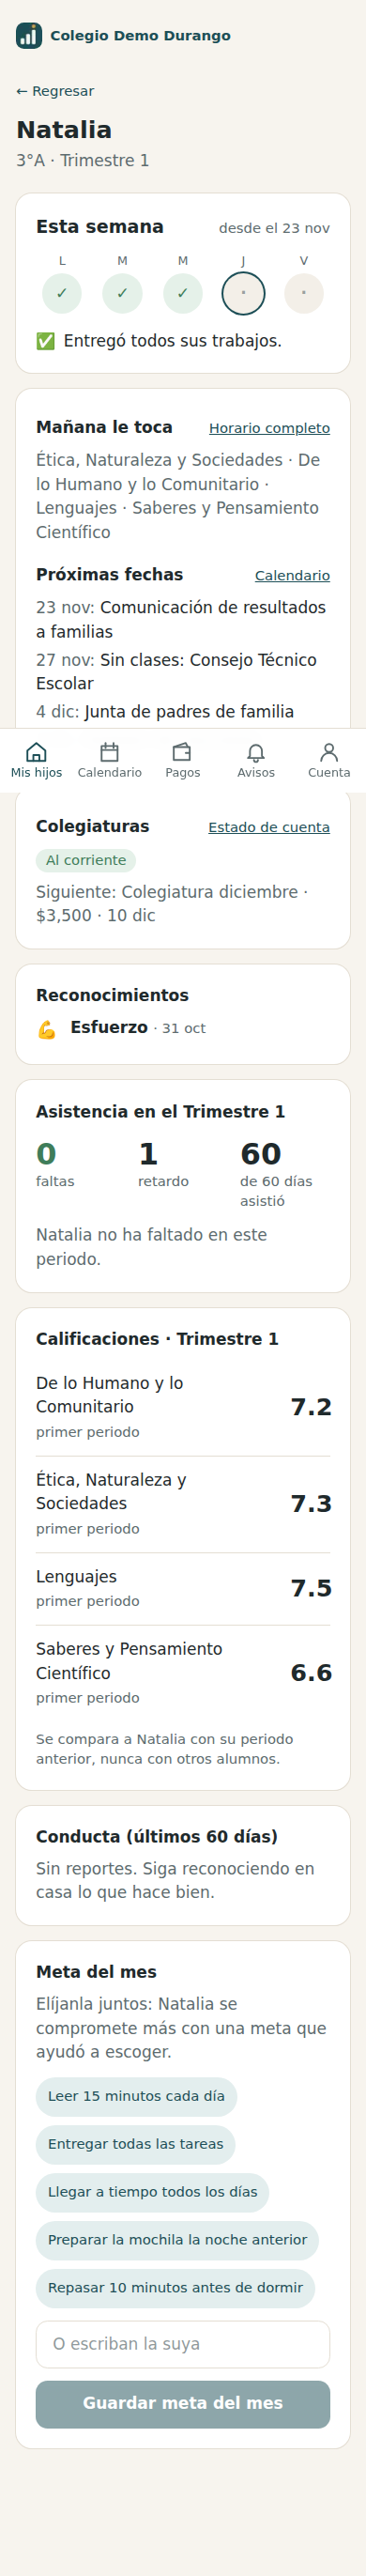 Colegio Demo Durango
← Regresar
Natalia
3°A · Trimestre 1
Esta semana desde el 23 nov
L M M J V
✓ ✓ ✓ · ·
✅ Entregó todos sus trabajos.
Mañana le toca Horario completo
Ética, Naturaleza y Sociedades · De
lo Humano y lo Comunitario ·
Lenguajes · Saberes y Pensamiento
Científico
Próximas fechas Calendario
23 nov: Comunicación de resultados
a familias
27 nov: Sin clases: Consejo Técnico
Escolar
4 dic: Junta de padres de familia
Mis hijos Calendario Pagos Avisos Cuenta
Colegiaturas Estado de cuenta
Al corriente
Siguiente: Colegiatura diciembre ·
$3,500 · 10 dic
Reconocimientos
💪 Esfuerzo · 31 oct
Asistencia en el Trimestre 1
0 1 60
faltas retardo de 60 días
asistió
Natalia no ha faltado en este
periodo.
Calificaciones · Trimestre 1
De lo Humano y lo
Comunitario 7.2
primer periodo
Ética, Naturaleza y
Sociedades 7.3
primer periodo
Lenguajes 7.5
primer periodo
Saberes y Pensamiento
Científico 6.6
primer periodo
Se compara a Natalia con su periodo
anterior, nunca con otros alumnos.
Conducta (últimos 60 días)
Sin reportes. Siga reconociendo en
casa lo que hace bien.
Meta del mes
Elíjanla juntos: Natalia se
compromete más con una meta que
ayudó a escoger.
Leer 15 minutos cada día
Entregar todas las tareas
Llegar a tiempo todos los días
Preparar la mochila la noche anterior
Repasar 10 minutos antes de dormir
O escriban la suya
Guardar meta del mes